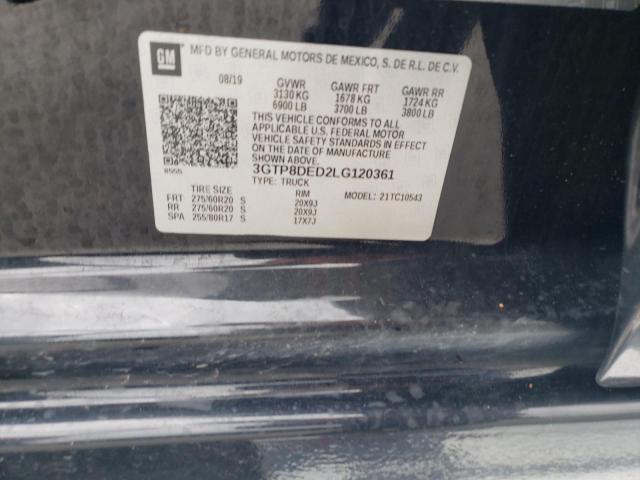 GM MFD BY GENERAL MOTORS DE MEXICO, S. DE R.L. DE C.V.
08/19 GVWR GAWR FRT GAWR RR
3130 KG 1678 KG 1724 KG
6900 LB 3700 LB 3800 LB
THIS VEHICLE CONFORMS TO ALL
APPLICABLE U.S. FEDERAL MOTOR
VEHICLE SAFETY STANDARDS IN EFFECT
ON THE DATE OF MANUFACTURE
SHOWN ABOVE.
8555 3GTP8DED2LG120361
TYPE: TRUCK
TIRE SIZE RIM MODEL: 21TC10543
FRT 275/60R20 S 20X9J
RR 275/60R20 S 20X9J
SPA 255/80R17 S 17X7J